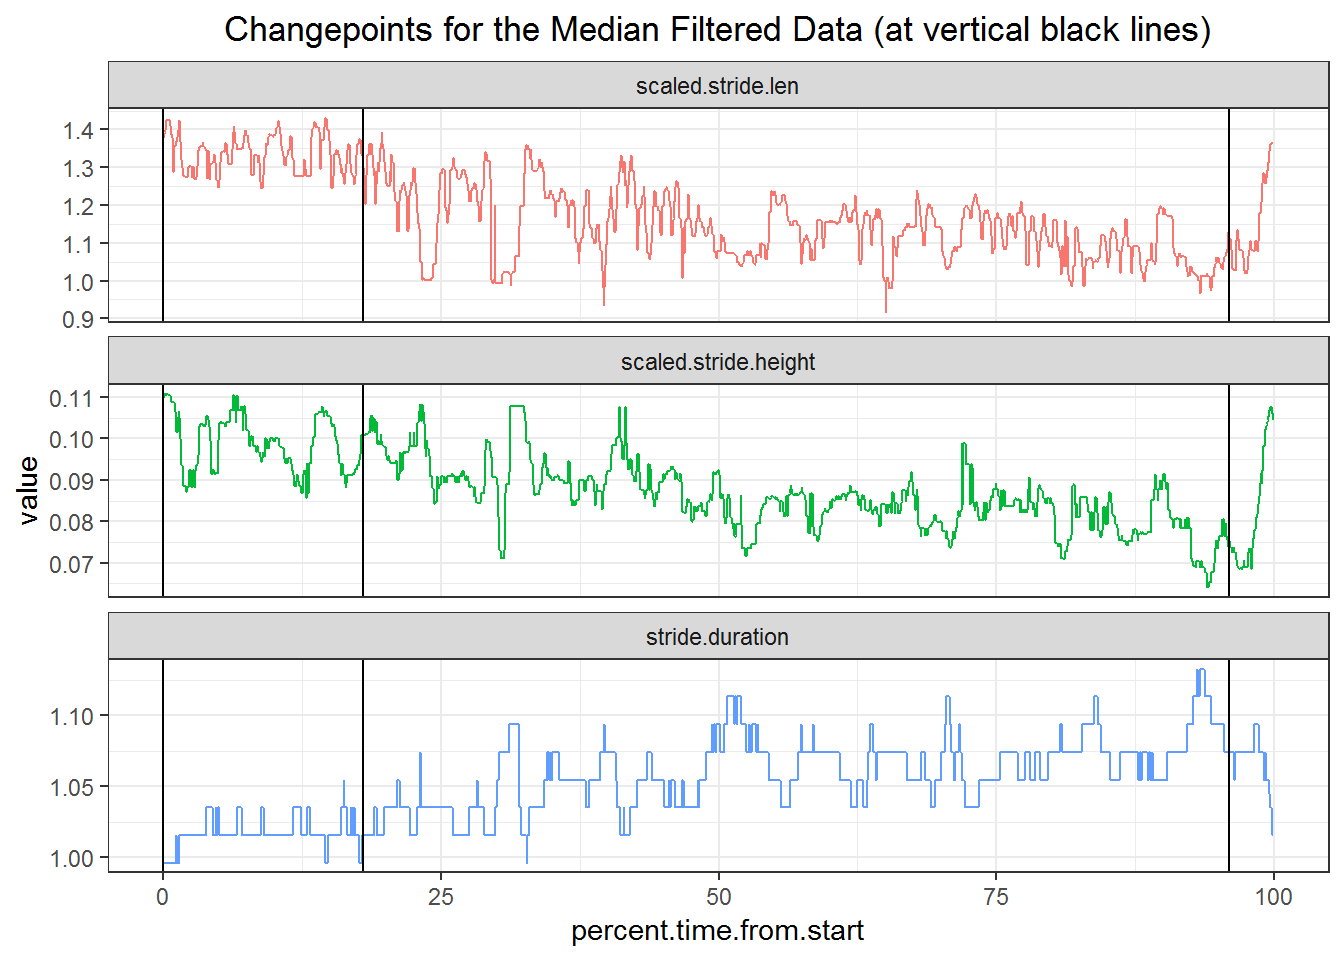 Changepoints for the Median Filtered Data (at vertical black lines)
scaled.stride.len
1.4
1.3
1.2
1.1
1.0
0.9
scaled.stride.height
0.11
0.10
0.09
0.08
0.07
value
stride.duration
1.10
1.05
1.00
0 25 50 75 100
percent.time.from.start